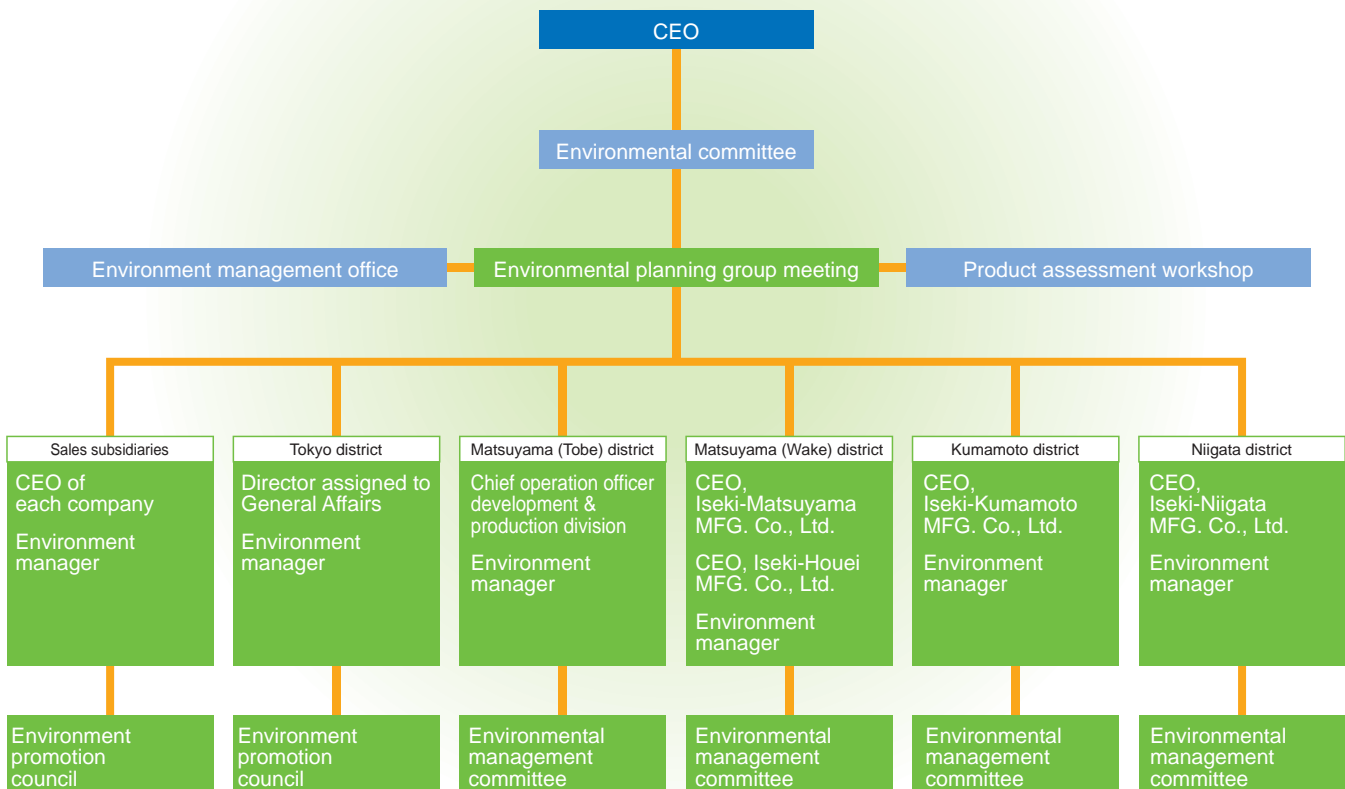 CEO
Environmental committee
Environment management office
Environmental planning group meeting
Product assessment workshop
Sales subsidiaries
CEO of
each company
Environment
manager
Tokyo district
Director assigned to
General Affairs
Environment
manager
Matsuyama (Tobe) district
Chief operation officer
development &
production division
Environment
manager
Matsuyama (Wake) district
CEO,
Iseki-Matsuyama
MFG. Co., Ltd.
CEO, Iseki-Houei
MFG. Co., Ltd.
Environment
manager
Kumamoto district
CEO,
Iseki-Kumamoto
MFG. Co., Ltd.
Environment
manager
Niigata district
CEO,
Iseki-Niigata
MFG. Co., Ltd.
Environment
manager
Environment
promotion
council
Environment
promotion
council
Environmental
management
committee
Environmental
management
committee
Environmental
management
committee
Environmental
management
committee